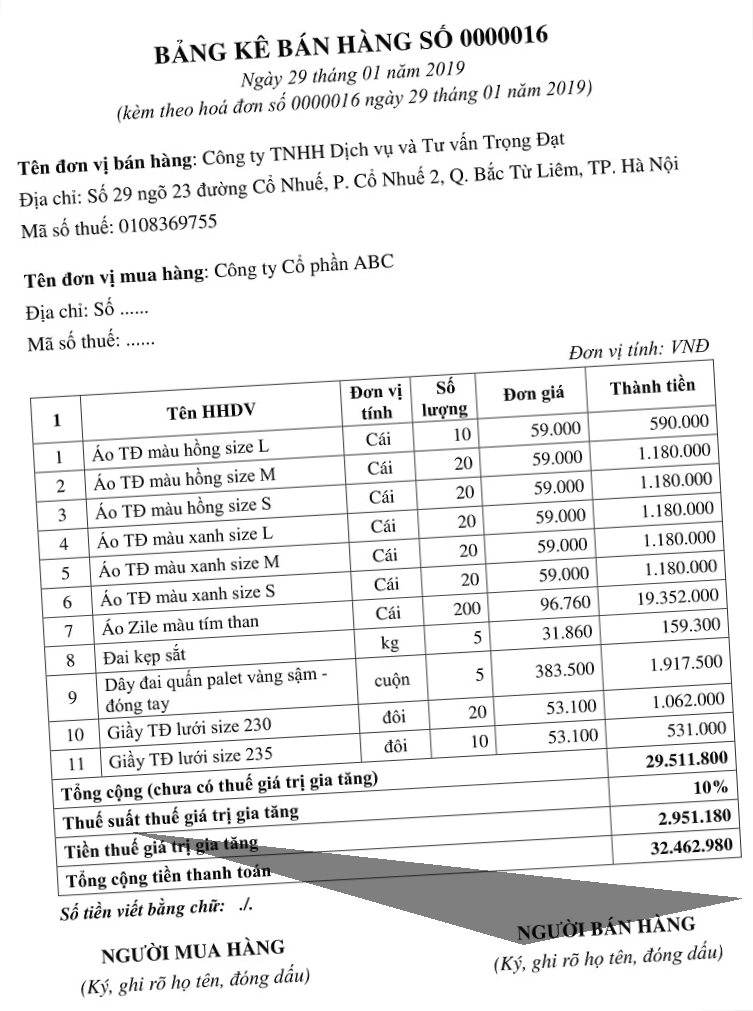 BẢNG KÊ BÁN HÀNG SỐ 0000016
Ngày 29 tháng 01 năm 2019
(kèm theo hoá đơn số 0000016 ngày 29 tháng 01 năm 2019)
Tên đơn vị bán hàng: Công ty TNHH Dịch vụ và Tư vấn Trọng Đạt
Địa chỉ: Số 29 ngõ 23 đường Cổ Nhuế, P. Cổ Nhuế 2, Q. Bắc Từ Liêm, TP. Hà Nội
Mã số thuế: 0108369755
Tên đơn vị mua hàng: Công ty Cổ phần ABC
Địa chỉ: Số ......
Mã số thuế: ......
Đơn vị tính: VNĐ
1 Tên HHDV Đơn vị tính Số lượng Đơn giá Thành tiền
1 Áo TĐ màu hồng size L Cái 10 59.000 590.000
2 Áo TĐ màu hồng size M Cái 20 59.000 1.180.000
3 Áo TĐ màu hồng size S Cái 20 59.000 1.180.000
4 Áo TĐ màu xanh size L Cái 20 59.000 1.180.000
5 Áo TĐ màu xanh size M Cái 20 59.000 1.180.000
6 Áo TĐ màu xanh size S Cái 20 59.000 1.180.000
7 Áo Zile màu tím than Cái 200 96.760 19.352.000
8 Đai kẹp sắt kg 5 31.860 159.300
9 Dây đai quấn palet vàng sậm - đóng tay cuộn 5 383.500 1.917.500
10 Giầy TĐ lưới size 230 đôi 20 53.100 1.062.000
11 Giầy TĐ lưới size 235 đôi 10 53.100 531.000
Tổng cộng (chưa có thuế giá trị gia tăng) 29.511.800
Thuế suất thuế giá trị gia tăng 10%
Tiền thuế giá trị gia tăng 2.951.180
Tổng cộng tiền thanh toán 32.462.980
Số tiền viết bằng chữ: ./.
NGƯỜI MUA HÀNG NGƯỜI BÁN HÀNG
(Ký, ghi rõ họ tên, đóng dấu) (Ký, ghi rõ họ tên, đóng dấu)